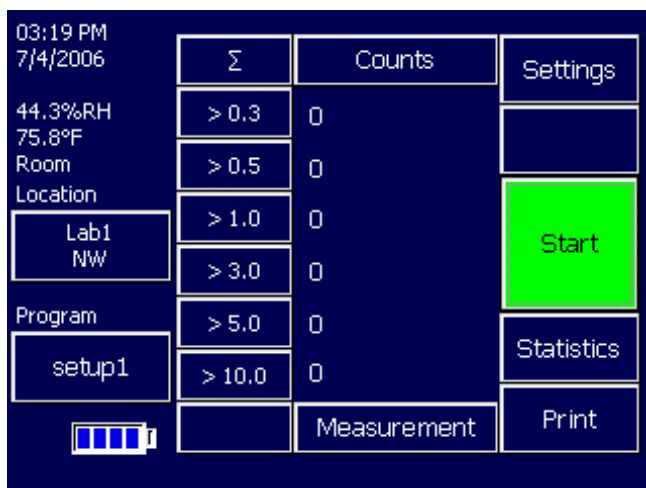 03:19 PM
7/4/2006
44.3%RH
75.8°F
Room
Location
Lab1
NW
Program
setup1
Σ
Counts
> 0.3 0
> 0.5 0
> 1.0 0
> 3.0 0
> 5.0 0
> 10.0 0
Measurement
Settings
Start
Statistics
Print